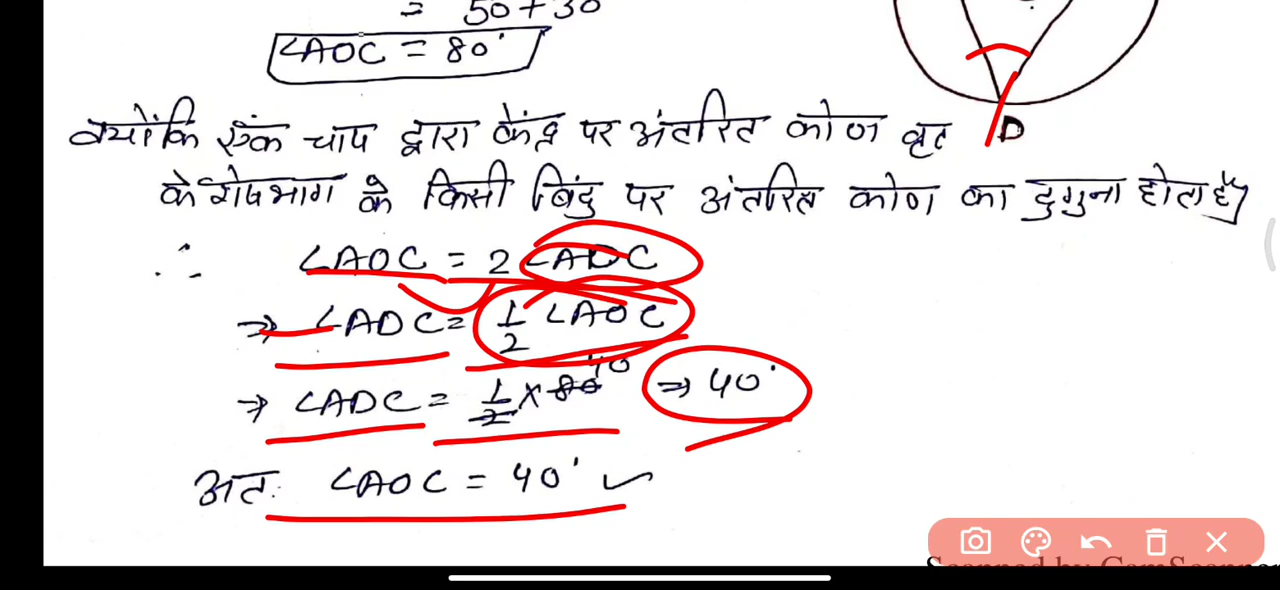 = 50+30
∠AOC = 80°
D
क्योंकि एक चाप द्वारा केंद्र पर अंतरित कोण वृत
के शेषभाग के किसी बिंदु पर अंतरित कोण का दुगुना होता है
∴ ∠AOC = 2 ∠ADC
⇒ ∠ADC = 1/2 ∠AOC
⇒ ∠ADC = 1/2 × 80 40 ⇒ 40°
अतः ∠AOC = 40°